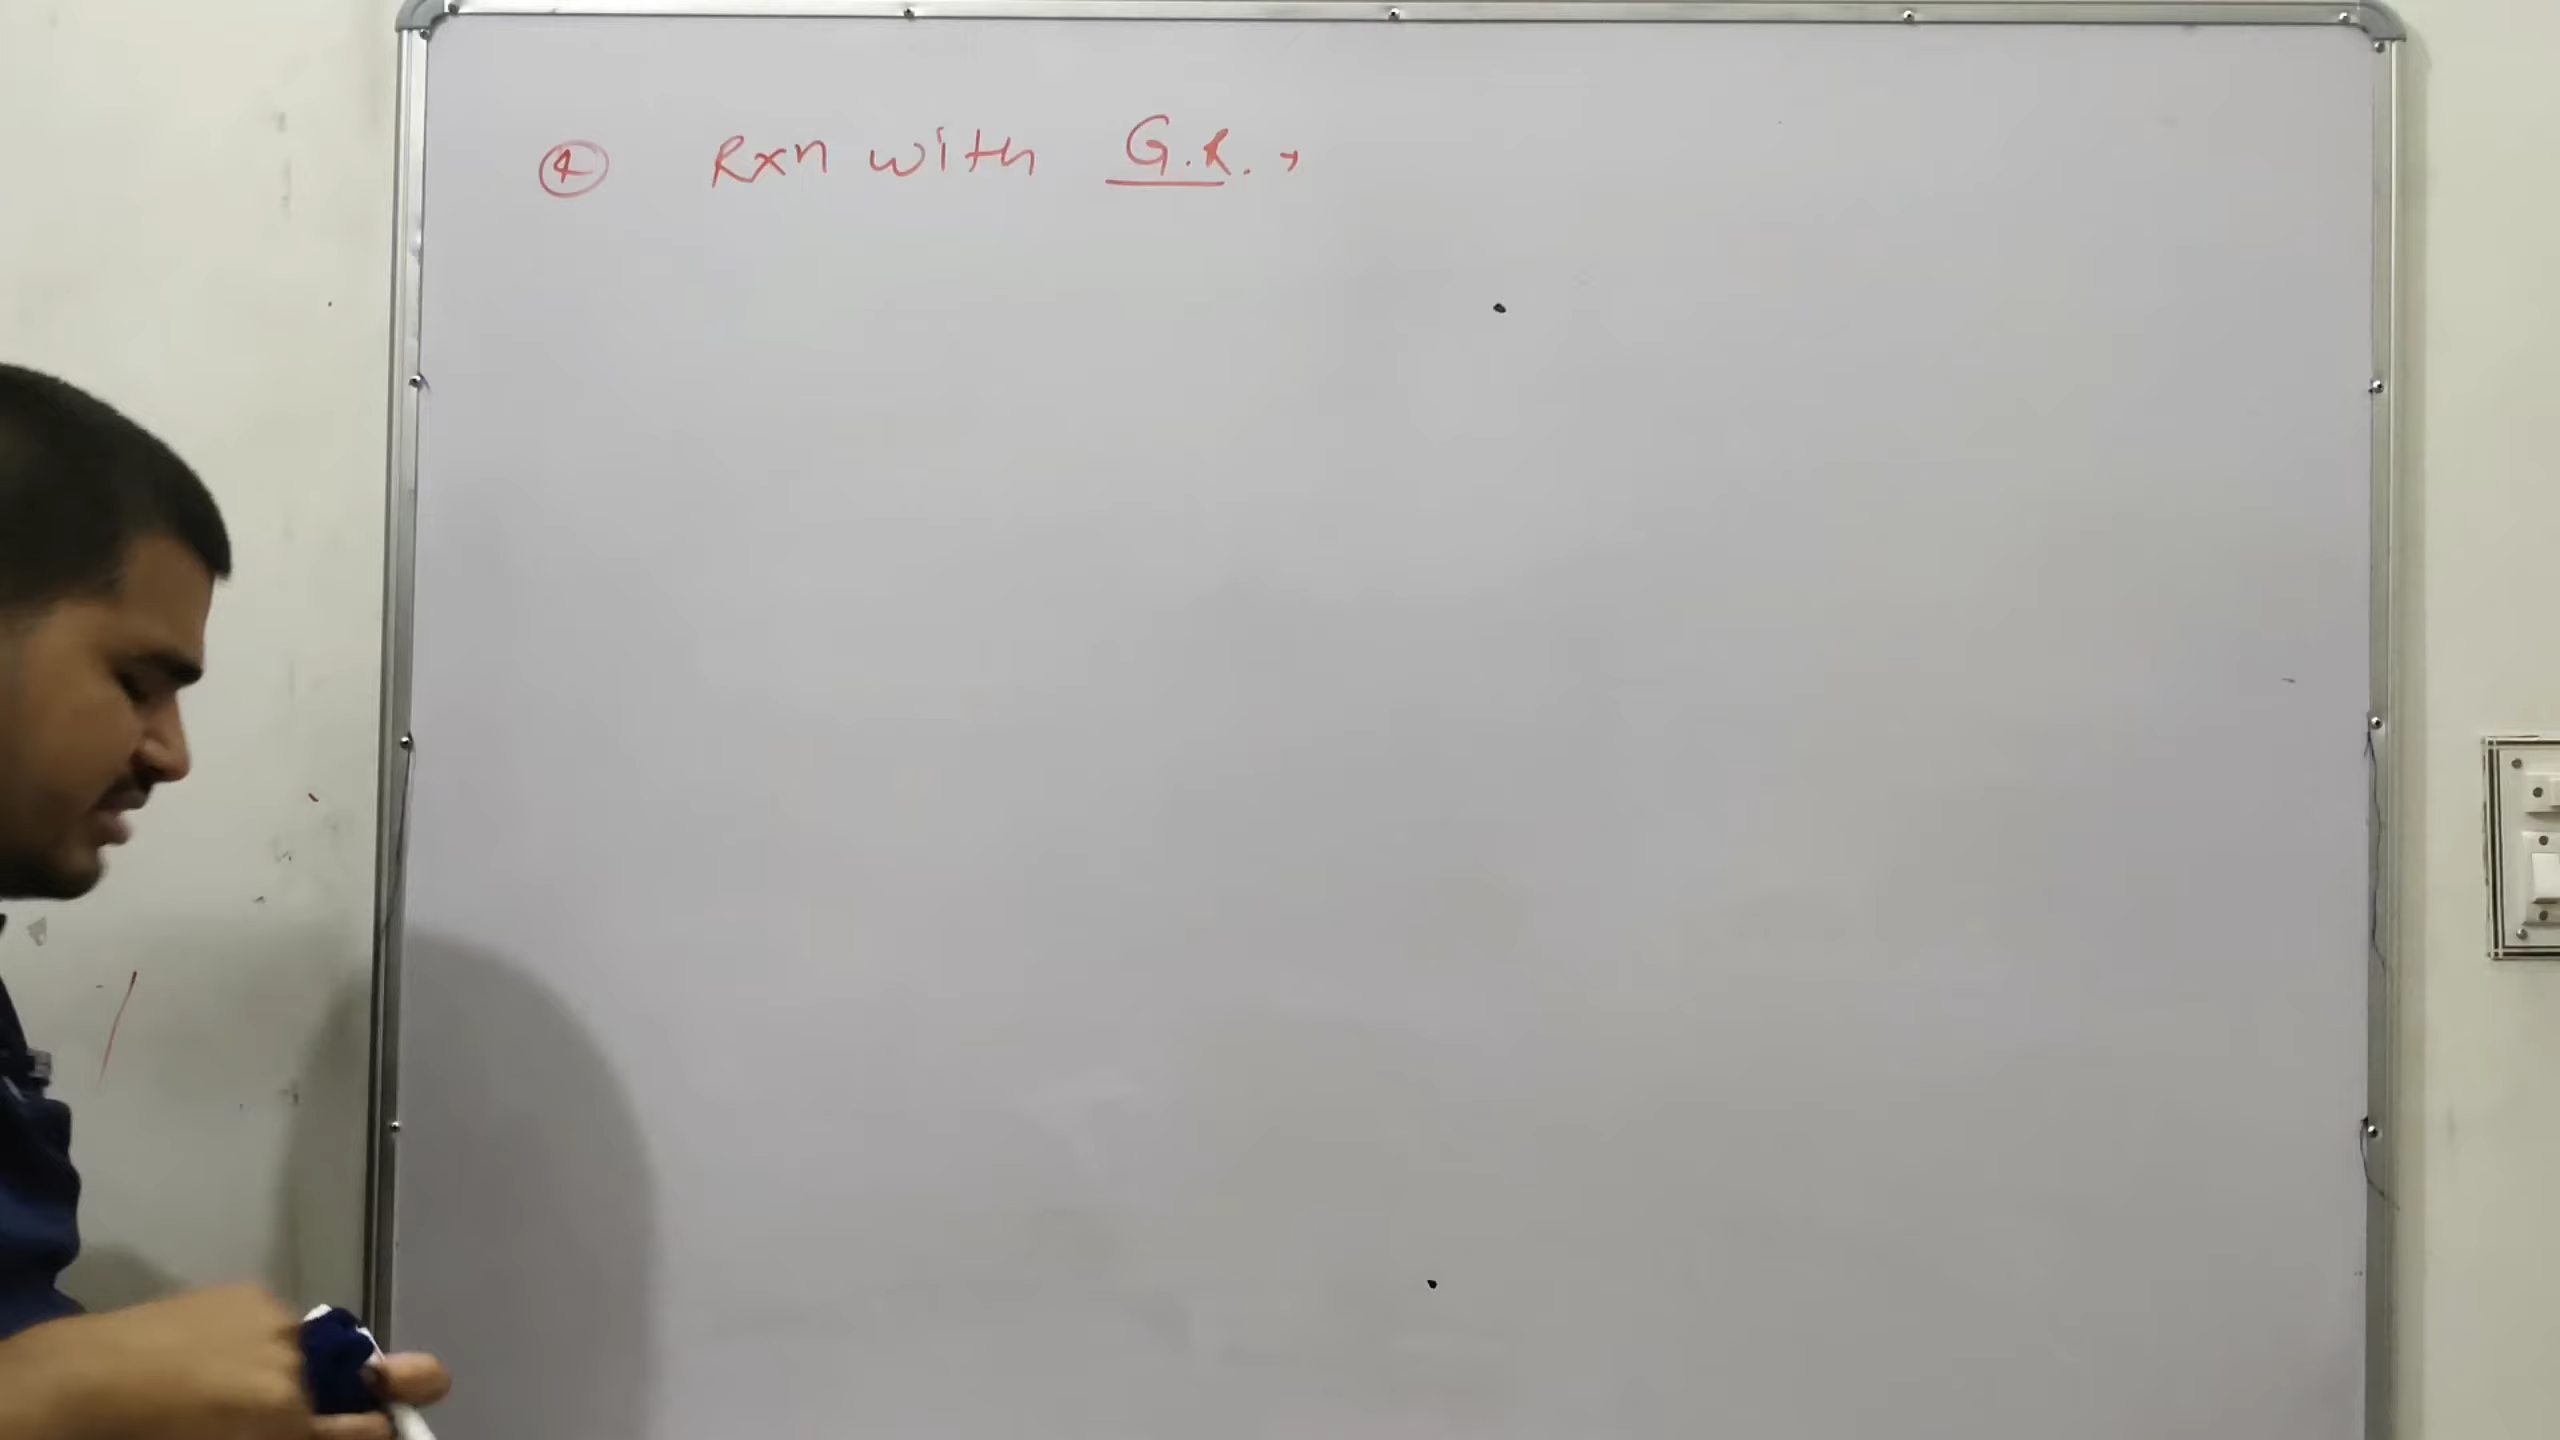 ④ Rxn with G.R. →